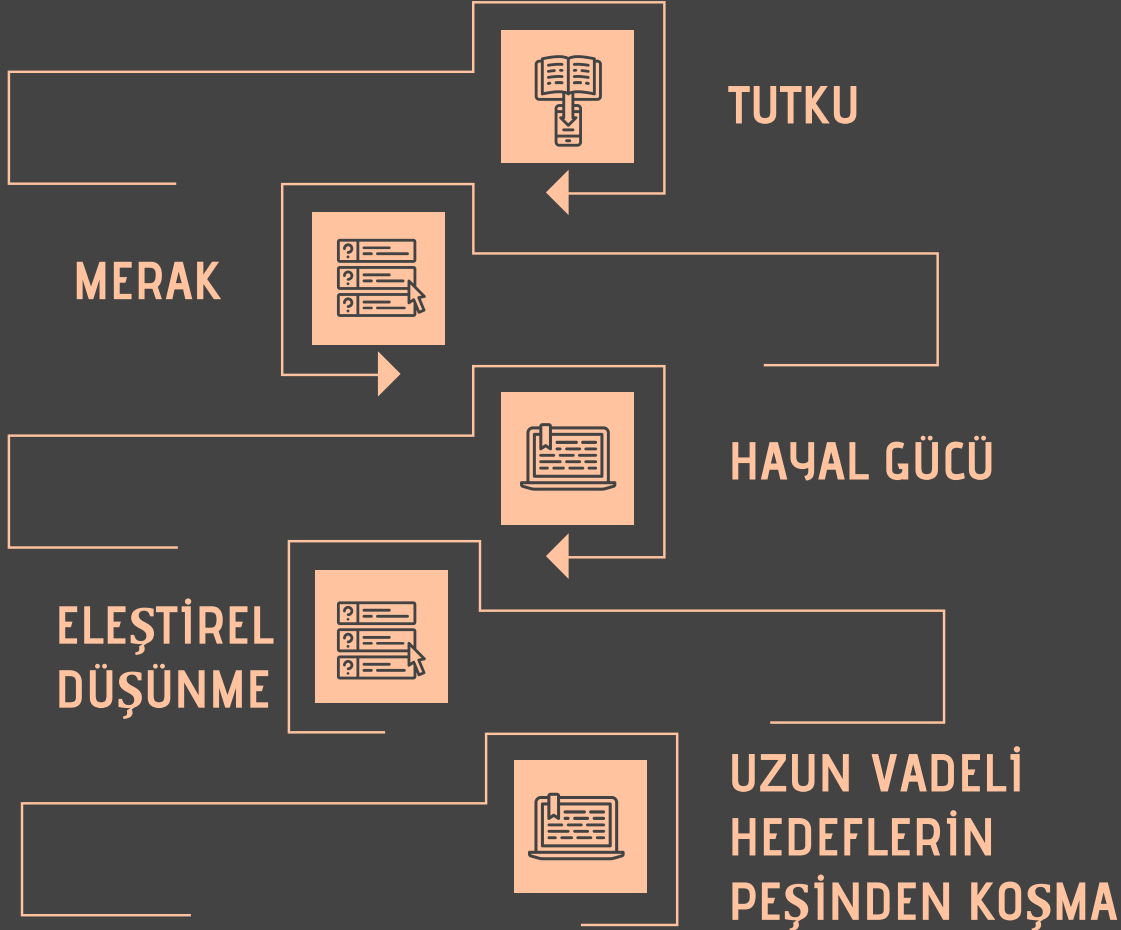 TUTKU
MERAK
HAYAL GÜCÜ
ELEŞTİREL
DÜŞÜNME
UZUN VADELİ
HEDEFLERİN
PEŞİNDEN KOŞMA